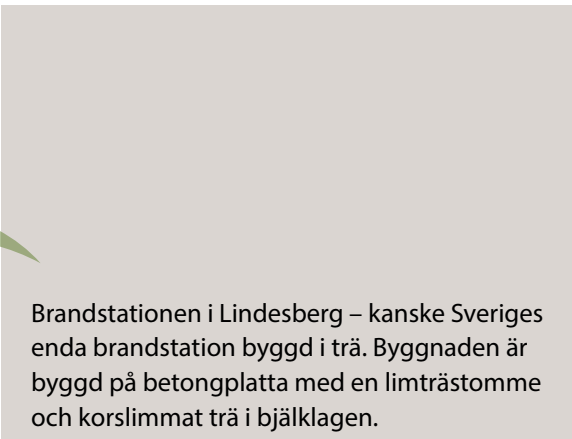 Brandstationen i Lindesberg – kanske Sveriges
enda brandstation byggd i trä. Byggnaden är
byggd på betongplatta med en limträstomme
och korslimmat trä i bjälklagen.